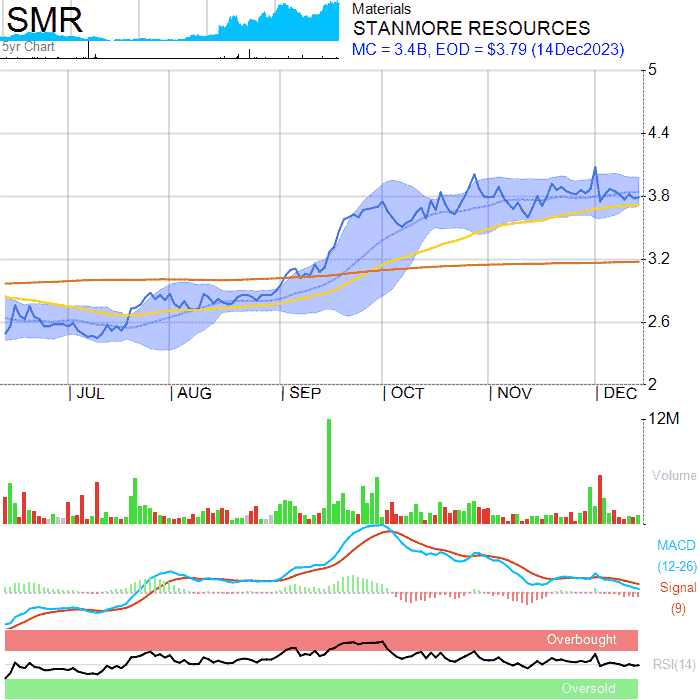 SMR
5yr Chart
Materials
STANMORE RESOURCES
MC = 3.4B, EOD = $3.79 (14Dec2023)
5
4.4
3.8
3.2
2.6
2
JUL AUG SEP OCT NOV DEC
12M
Volume
MACD
(12-26)
Signal
(9)
Overbought
RSI(14)
Oversold